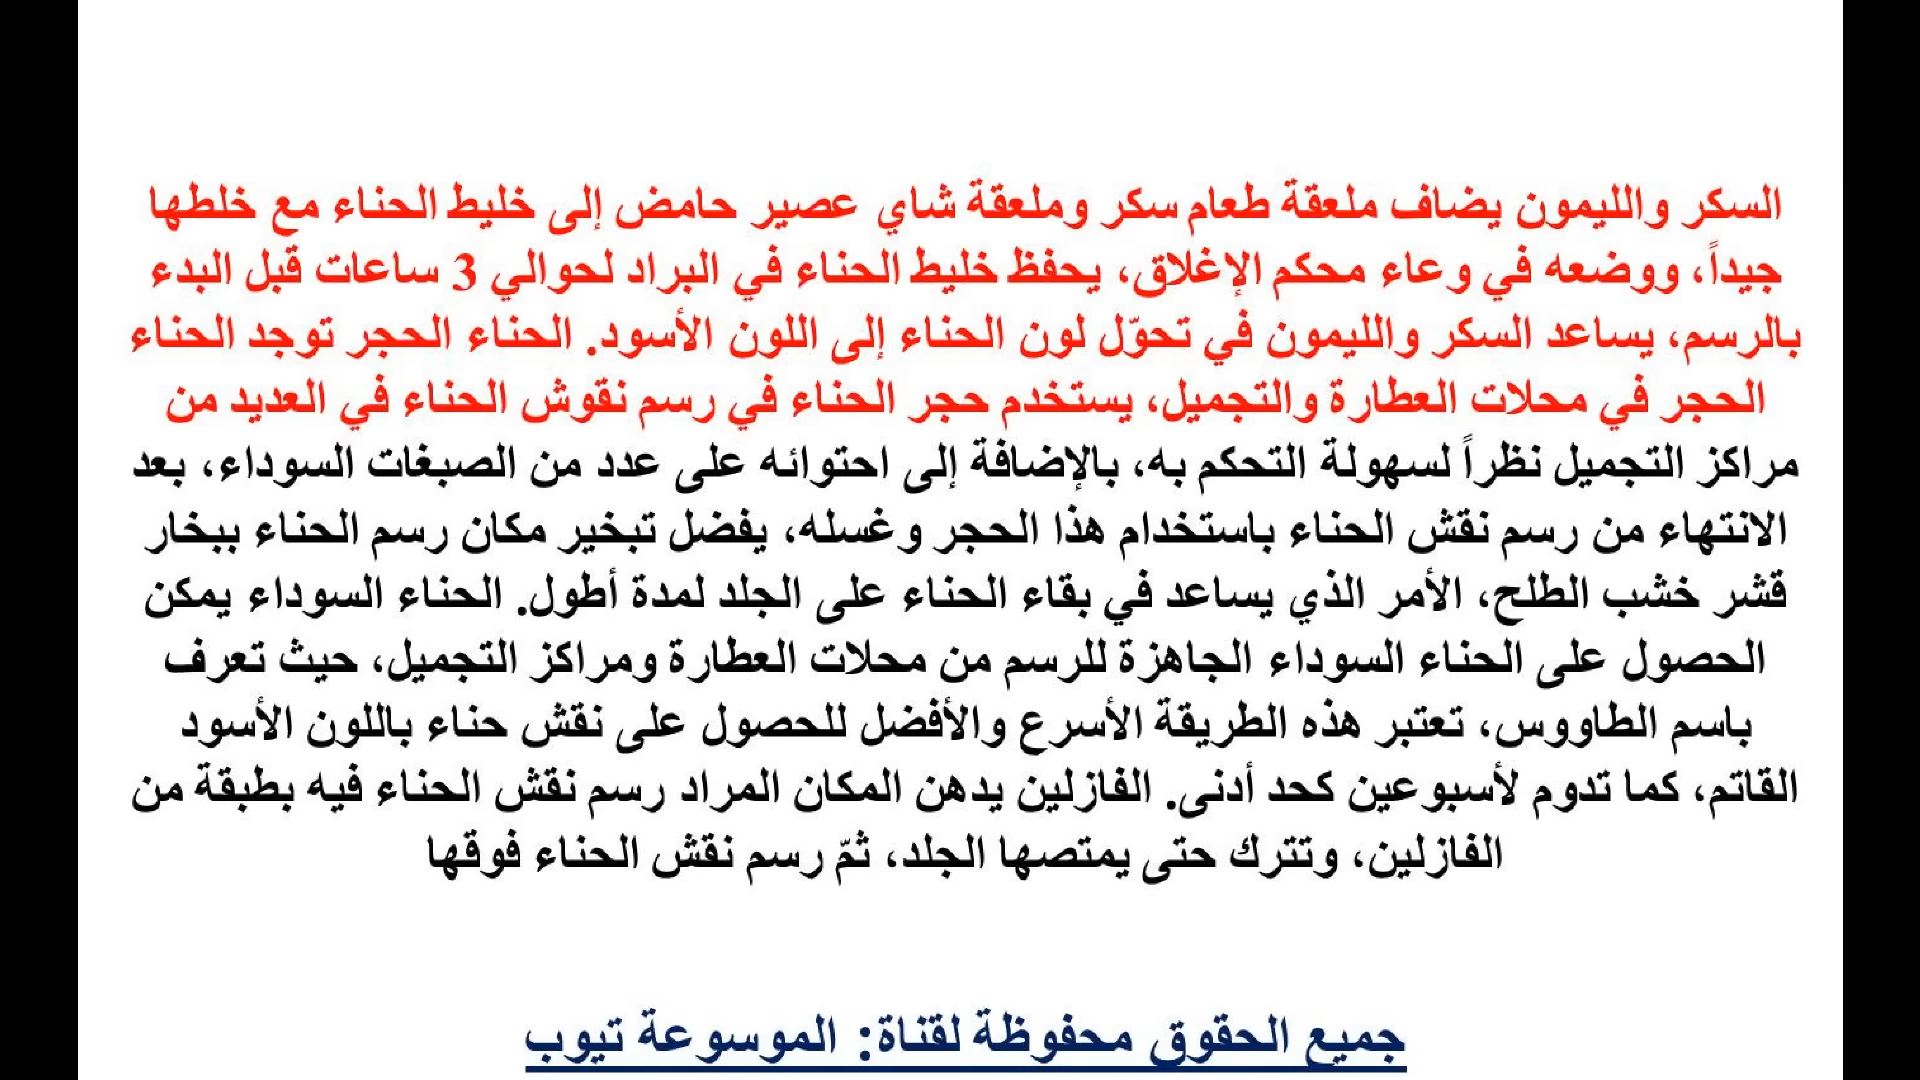 السكر والليمون يضاف ملعقة طعام سكر وملعقة شاي عصير حامض إلى خليط الحناء مع خلطها
جيداً، ووضعه في وعاء محكم الإغلاق، يحفظ خليط الحناء في البراد لحوالي 3 ساعات قبل البدء
بالرسم، يساعد السكر والليمون في تحوّل لون الحناء إلى اللون الأسود. الحناء الحجر توجد الحناء
الحجر في محلات العطارة والتجميل، يستخدم حجر الحناء في رسم نقوش الحناء في العديد من
مراكز التجميل نظراً لسهولة التحكم به، بالإضافة إلى احتوائه على عدد من الصبغات السوداء، بعد
الانتهاء من رسم نقش الحناء باستخدام هذا الحجر وغسله، يفضل تبخير مكان رسم الحناء ببخار
قشر خشب الطلح، الأمر الذي يساعد في بقاء الحناء على الجلد لمدة أطول. الحناء السوداء يمكن
الحصول على الحناء السوداء الجاهزة للرسم من محلات العطارة ومراكز التجميل، حيث تعرف
باسم الطاووس، تعتبر هذه الطريقة الأسرع والأفضل للحصول على نقش حناء باللون الأسود
القاتم، كما تدوم لأسبوعين كحد أدنى. الفازلين يدهن المكان المراد رسم نقش الحناء فيه بطبقة من
الفازلين، وتترك حتى يمتصها الجلد، ثمّ رسم نقش الحناء فوقها
جميع الحقوق محفوظة لقناة: الموسوعة تيوب